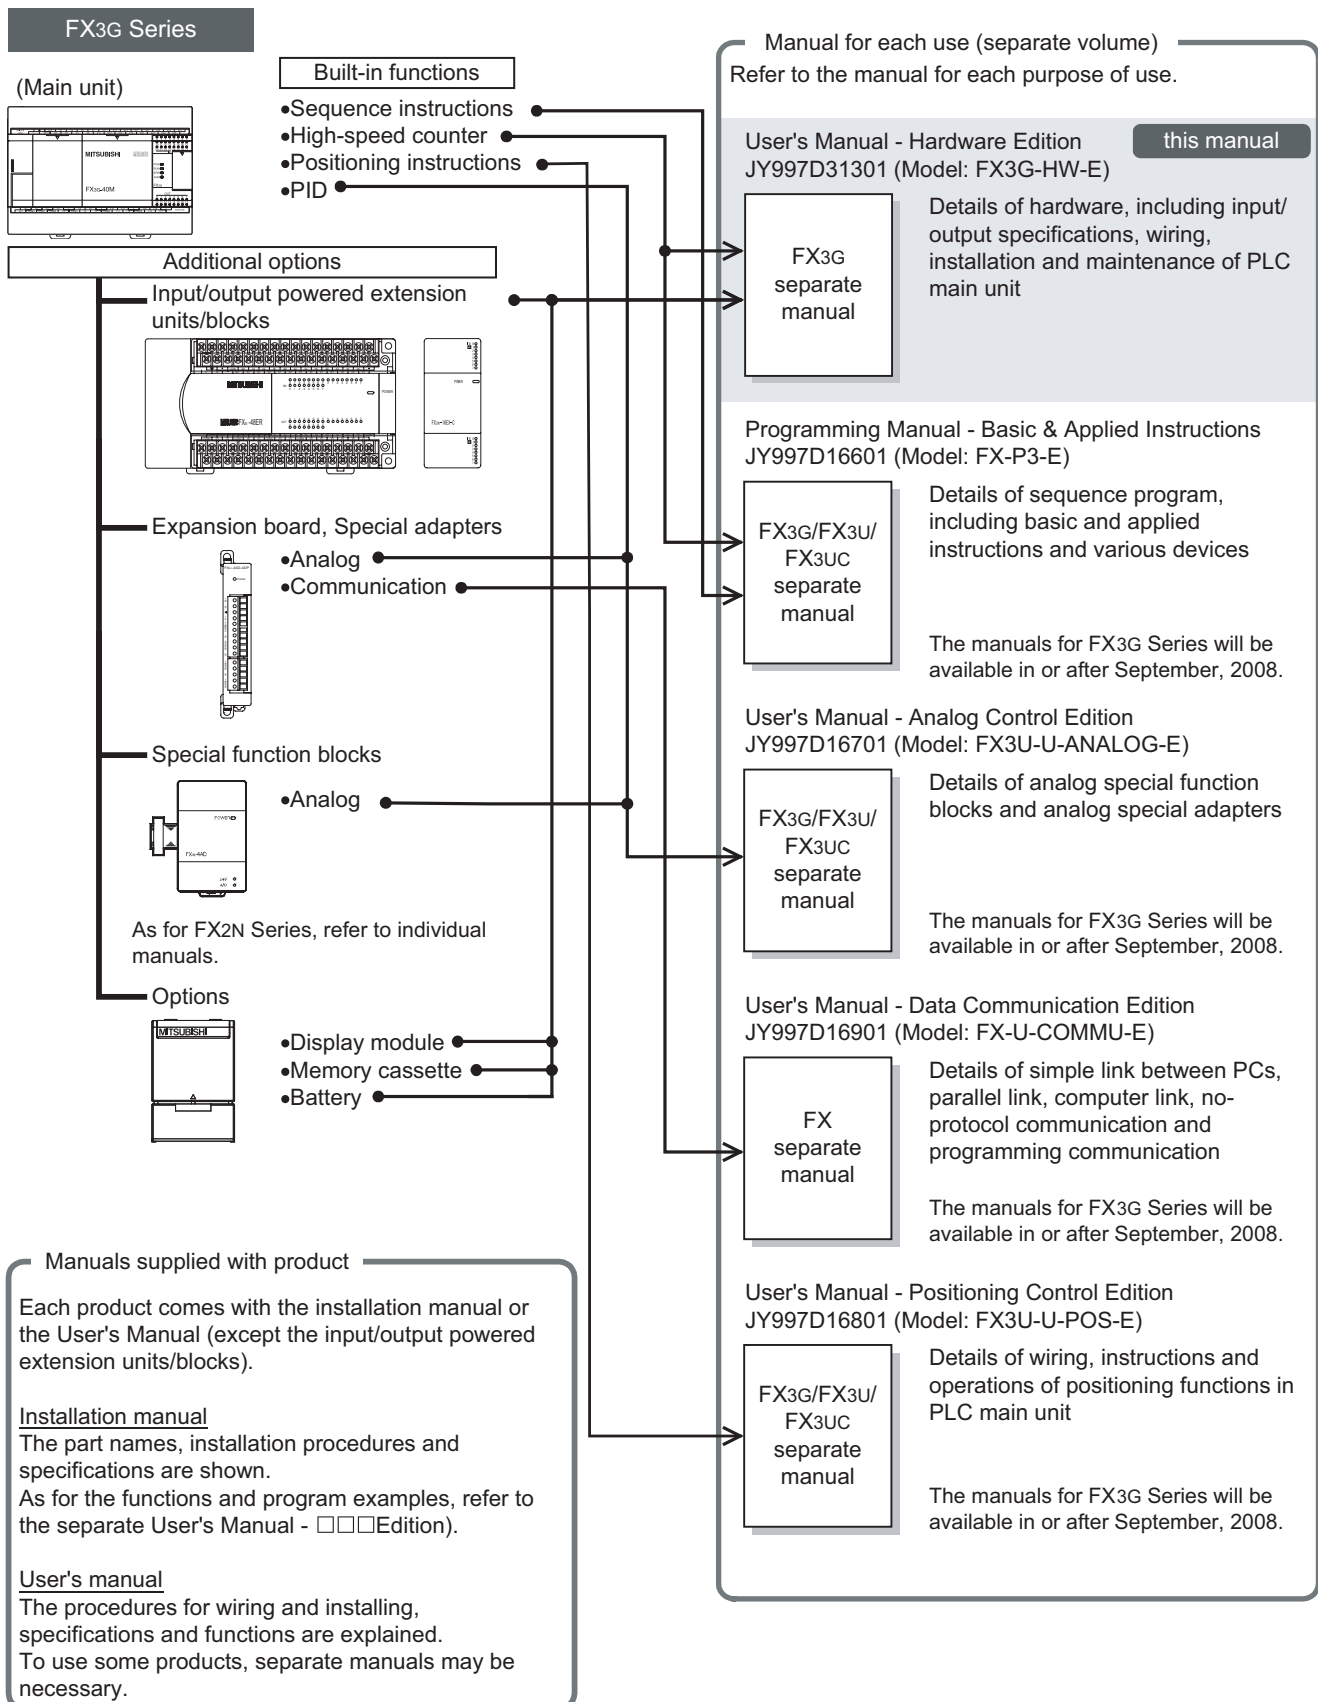 FX3G Series
(Main unit)
MITSUBISHI
FX3G-40M
Built-in functions
•Sequence instructions
•High-speed counter
•Positioning instructions
•PID
Additional options
Input/output powered extension
units/blocks
MITSUBISHI
POWER
Expansion board, Special adapters
•Analog
•Communication
Special function blocks
POWER
•Analog
As for FX2N Series, refer to individual
manuals.
Options
MITSUBISHI
•Display module
•Memory cassette
•Battery
Manuals supplied with product
Each product comes with the installation manual or
the User's Manual (except the input/output powered
extension units/blocks).
Installation manual
The part names, installation procedures and
specifications are shown.
As for the functions and program examples, refer to
the separate User's Manual - □□□Edition).
User's manual
The procedures for wiring and installing,
specifications and functions are explained.
To use some products, separate manuals may be
necessary.
Manual for each use (separate volume)
Refer to the manual for each purpose of use.
User's Manual - Hardware Edition
this manual
JY997D31301 (Model: FX3G-HW-E)
FX3G
separate
manual
Details of hardware, including input/
output specifications, wiring,
installation and maintenance of PLC
main unit
Programming Manual - Basic & Applied Instructions
JY997D16601 (Model: FX-P3-E)
FX3G/FX3U/
FX3UC
separate
manual
Details of sequence program,
including basic and applied
instructions and various devices
The manuals for FX3G Series will be
available in or after September, 2008.
User's Manual - Analog Control Edition
JY997D16701 (Model: FX3U-U-ANALOG-E)
FX3G/FX3U/
FX3UC
separate
manual
Details of analog special function
blocks and analog special adapters
The manuals for FX3G Series will be
available in or after September, 2008.
User's Manual - Data Communication Edition
JY997D16901 (Model: FX-U-COMMU-E)
FX
separate
manual
Details of simple link between PCs,
parallel link, computer link, no-
protocol communication and
programming communication
The manuals for FX3G Series will be
available in or after September, 2008.
User's Manual - Positioning Control Edition
JY997D16801 (Model: FX3U-U-POS-E)
FX3G/FX3U/
FX3UC
separate
manual
Details of wiring, instructions and
operations of positioning functions in
PLC main unit
The manuals for FX3G Series will be
available in or after September, 2008.